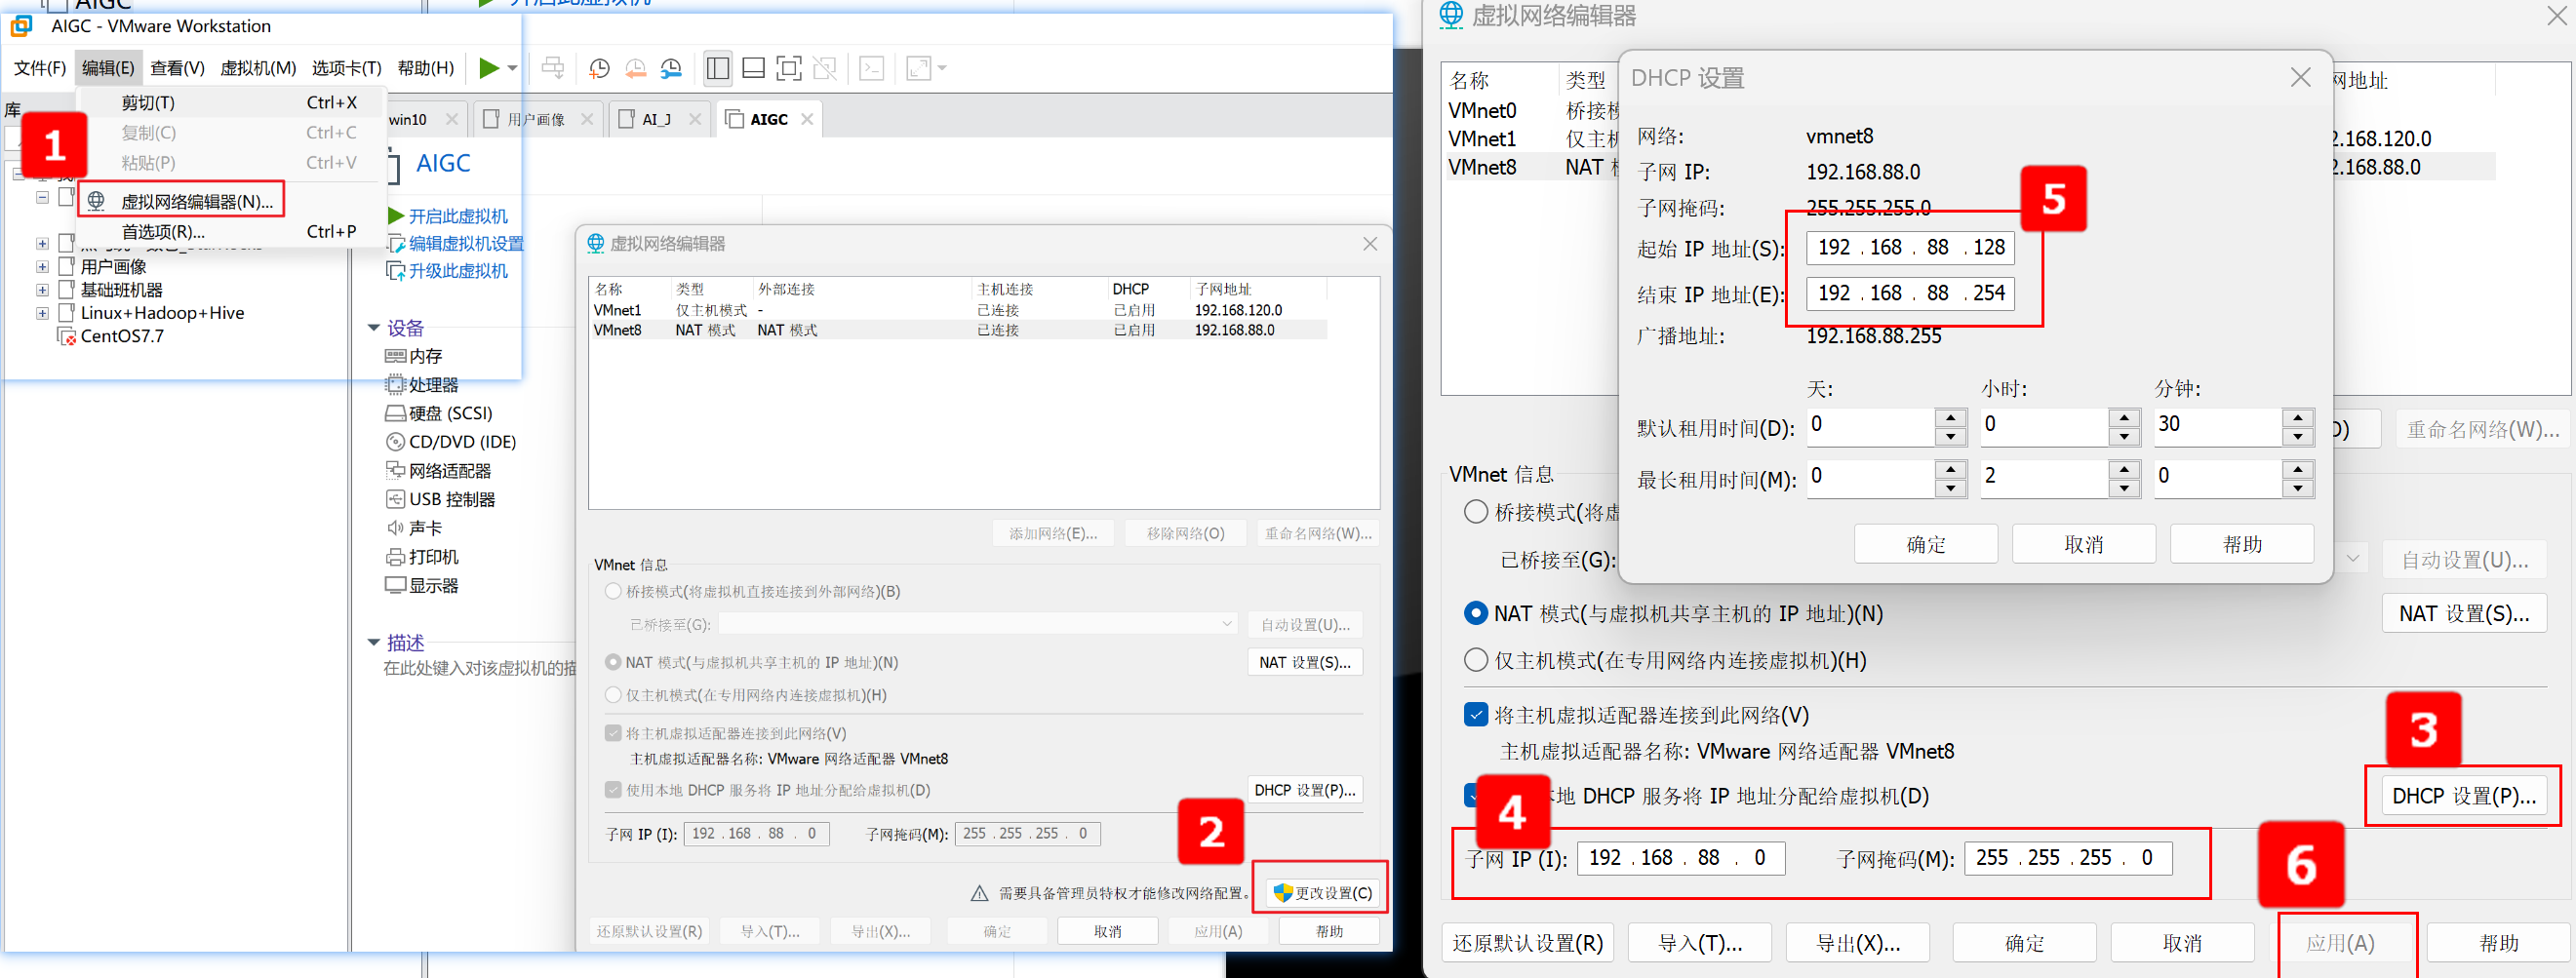 AIGC
AIGC - VMware Workstation
文件(F) 编辑(E) 查看(V) 虚拟机(M) 选项卡(T) 帮助(H)
剪切(T) Ctrl+X
复制(C) Ctrl+C
粘贴(P) Ctrl+V
虚拟网络编辑器(N)...
首选项(R)... Ctrl+P
库
1
用户画像
基础班机器
Linux+Hadoop+Hive
CentOS7.7
win10 用户画像 AI_J AIGC
AIGC
开启此虚拟机
编辑虚拟机设置
升级此虚拟机
设备
内存
处理器
硬盘 (SCSI)
CD/DVD (IDE)
网络适配器
USB 控制器
声卡
打印机
显示器
描述
在此处键入对该虚拟机的描
虚拟网络编辑器
名称 类型 外部连接 主机连接 DHCP 子网地址
VMnet1 仅主机模式 - 已连接 已启用 192.168.120.0
VMnet8 NAT 模式 NAT 模式 已连接 已启用 192.168.88.0
添加网络(E)... 移除网络(O) 重命名网络(W)...
VMnet 信息
桥接模式(将虚拟机直接连接到外部网络)(B)
已桥接至(G): 自动设置(U)...
NAT 模式(与虚拟机共享主机的 IP 地址)(N) NAT 设置(S)...
仅主机模式(在专用网络内连接虚拟机)(H)
将主机虚拟适配器连接到此网络(V)
主机虚拟适配器名称: VMware 网络适配器 VMnet8
使用本地 DHCP 服务将 IP 地址分配给虚拟机(D) DHCP 设置(P)...
子网 IP (I): 192 . 168 . 88 . 0 子网掩码(M): 255 . 255 . 255 . 0
2
需要具备管理员特权才能修改网络配置。 更改设置(C)
还原默认设置(R) 导入(T)... 导出(X)... 确定 取消 应用(A) 帮助
虚拟网络编辑器
名称 类型 网地址
VMnet0 桥接模
VMnet1 仅主机 2.168.120.0
VMnet8 NAT 模 2.168.88.0
DHCP 设置
网络: vmnet8
子网 IP: 192.168.88.0
子网掩码: 255.255.255.0
5
起始 IP 地址(S): 192 . 168 . 88 . 128
结束 IP 地址(E): 192 . 168 . 88 . 254
广播地址: 192.168.88.255
天: 小时: 分钟:
默认租用时间(D): 0 0 30
最长租用时间(M): 0 2 0
确定 取消 帮助
O) 重命名网络(W)...
VMnet 信息
桥接模式(将虚
已桥接至(G): 自动设置(U)...
NAT 模式(与虚拟机共享主机的 IP 地址)(N) NAT 设置(S)...
仅主机模式(在专用网络内连接虚拟机)(H)
将主机虚拟适配器连接到此网络(V)
3
主机虚拟适配器名称: VMware 网络适配器 VMnet8
4
本地 DHCP 服务将 IP 地址分配给虚拟机(D) DHCP 设置(P)...
子网 IP (I): 192 . 168 . 88 . 0 子网掩码(M): 255 . 255 . 255 . 0
6
还原默认设置(R) 导入(T)... 导出(X)... 确定 取消 应用(A) 帮助